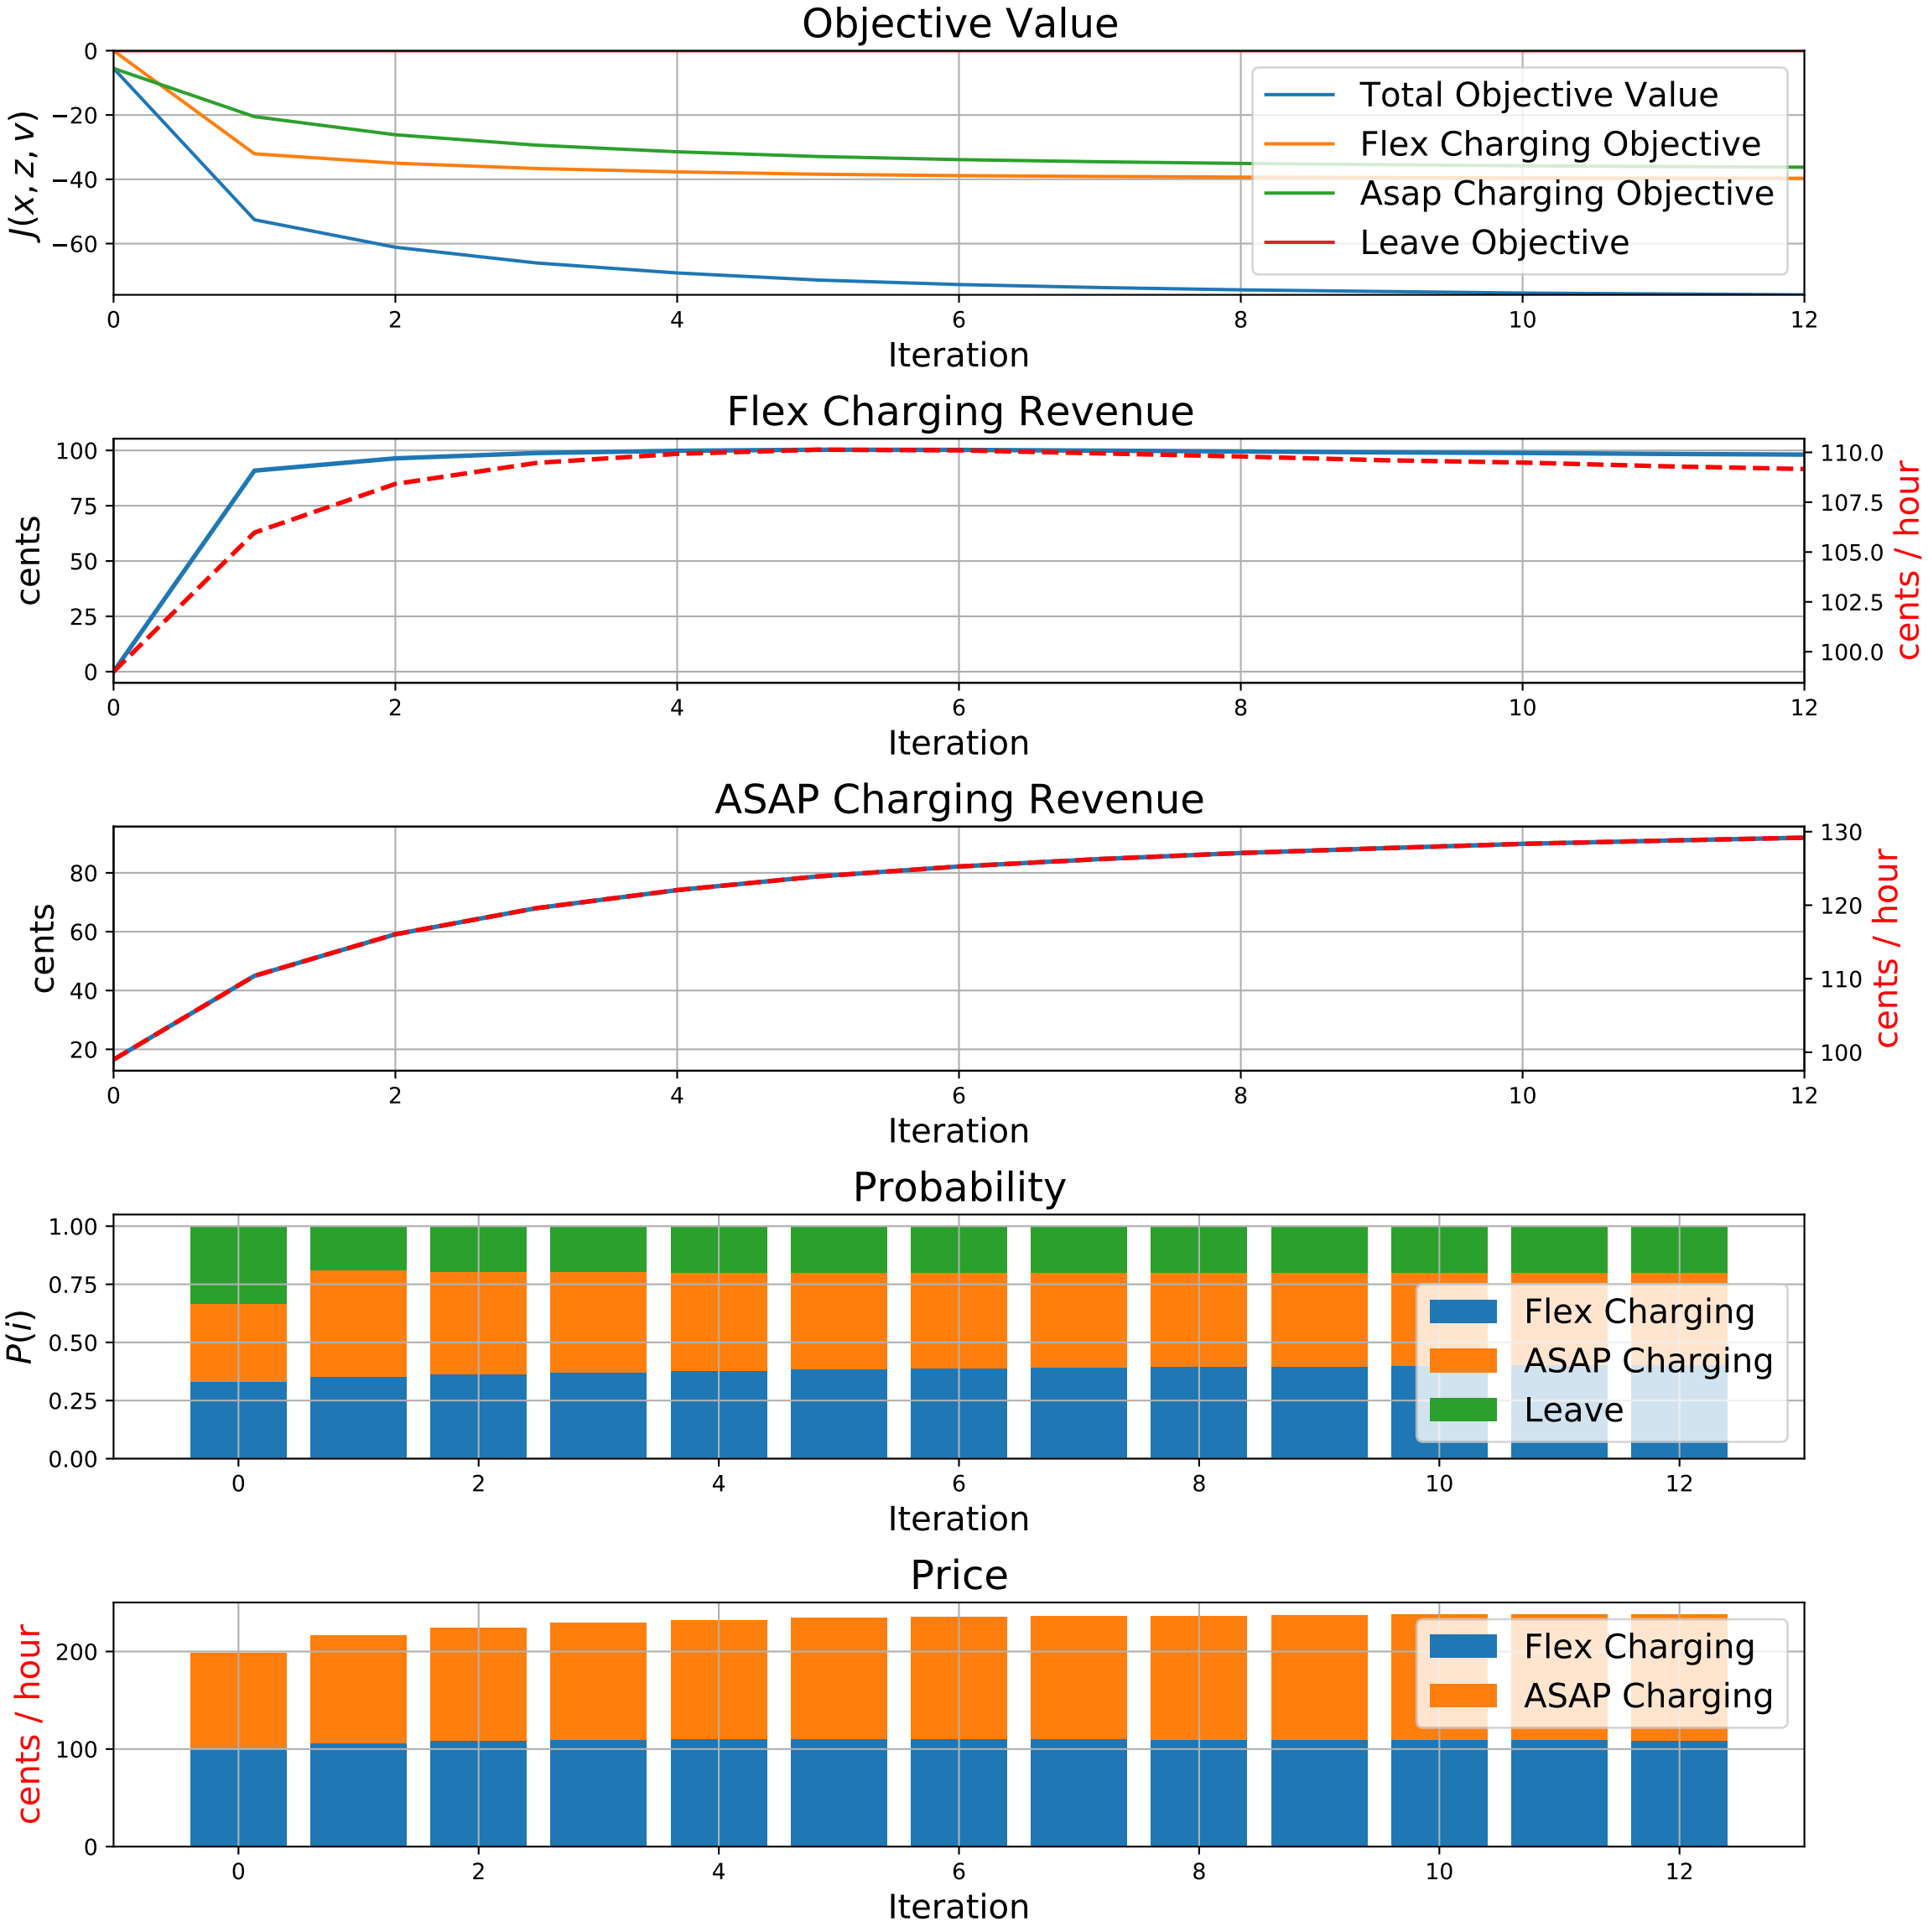 Objective Value
0
−20
−40
−60
J(x, z, v)
Total Objective Value
Flex Charging Objective
Asap Charging Objective
Leave Objective
0 2 4 6 8 10 12
Iteration
Flex Charging Revenue
100
75
50
25
0
cents
110.0
107.5
105.0
102.5
100.0
cents / hour
0 2 4 6 8 10 12
Iteration
ASAP Charging Revenue
80
60
40
20
cents
130
120
110
100
cents / hour
0 2 4 6 8 10 12
Iteration
Probability
1.00
0.75
0.50
0.25
0.00
P(i)
Flex Charging
ASAP Charging
Leave
0 2 4 6 8 10 12
Iteration
Price
200
100
0
cents / hour
Flex Charging
ASAP Charging
0 2 4 6 8 10 12
Iteration